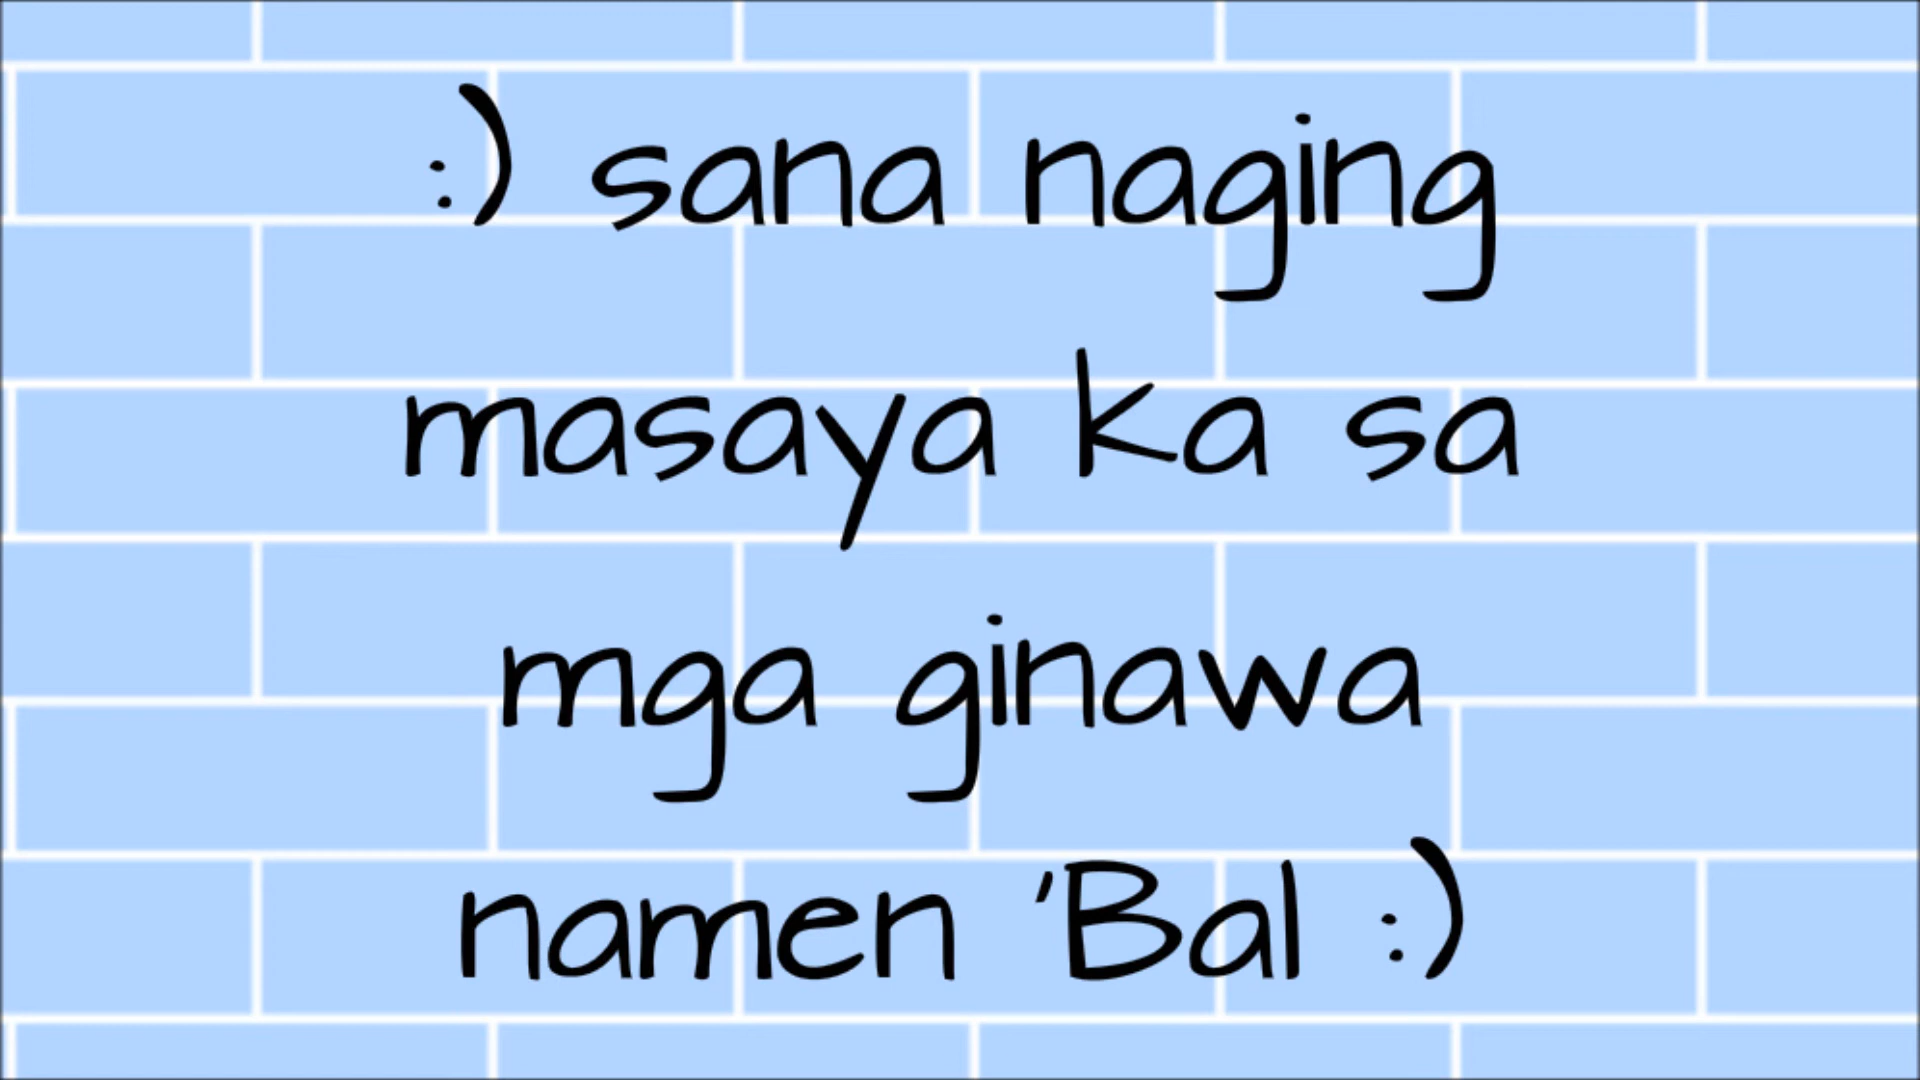 :) sana naging
masaya ka sa
mga ginawa
namen 'Bal :)